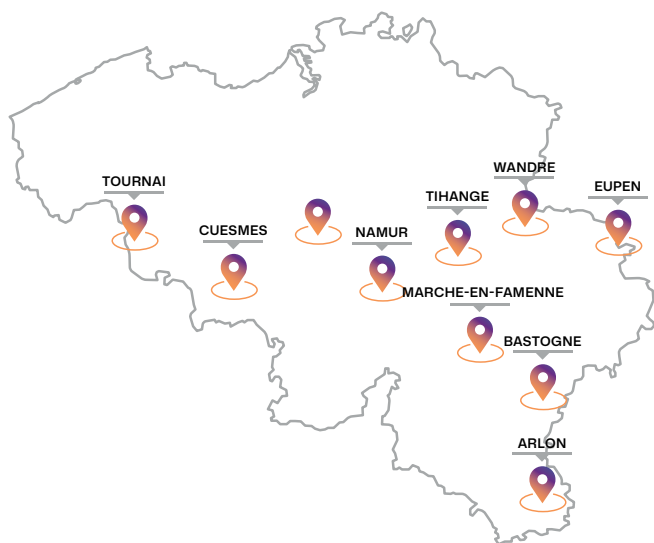 WANDRE
TOURNAI
EUPEN
TIHANGE
CUESMES
NAMUR
MARCHE-EN-FAMENNE
BASTOGNE
ARLON